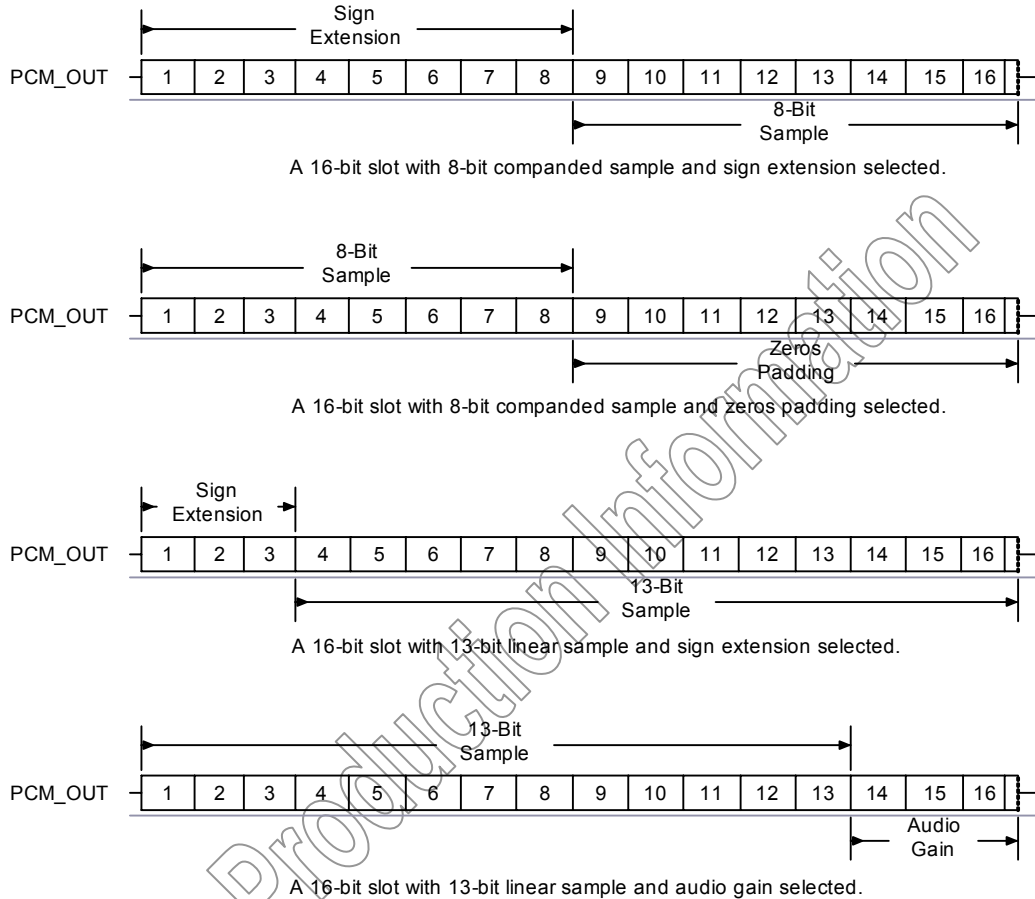 Sign
Extension
PCM_OUT 1 2 3 4 5 6 7 8 9 10 11 12 13 14 15 16
8-Bit
Sample
A 16-bit slot with 8-bit companded sample and sign extension selected.
8-Bit
Sample
PCM_OUT 1 2 3 4 5 6 7 8 9 10 11 12 13 14 15 16
Zeros
Padding
A 16-bit slot with 8-bit companded sample and zeros padding selected.
Sign
Extension
PCM_OUT 1 2 3 4 5 6 7 8 9 10 11 12 13 14 15 16
13-Bit
Sample
A 16-bit slot with 13-bit linear sample and sign extension selected.
13-Bit
Sample
PCM_OUT 1 2 3 4 5 6 7 8 9 10 11 12 13 14 15 16
Audio
Gain
A 16-bit slot with 13-bit linear sample and audio gain selected.
Production Information